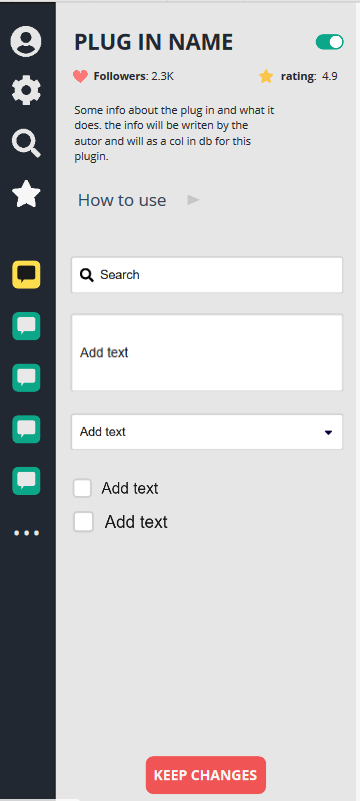 PLUG IN NAME
Followers: 2.3K rating: 4.9
Some info about the plug in and what it
does. the info will be writen by the
autor and will as a col in db for this
plugin.
How to use
Search
Add text
Add text
Add text
Add text
KEEP CHANGES